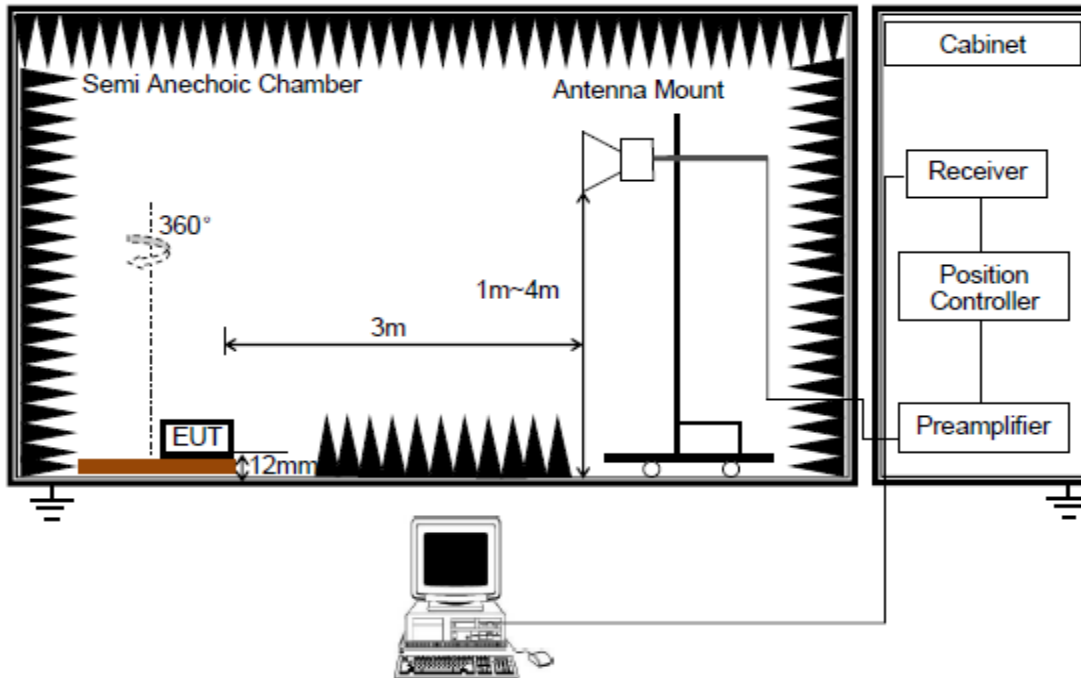 Semi Anechoic Chamber
Antenna Mount
Cabinet
Receiver
360°
Position
Controller
1m~4m
3m
Preamplifier
EUT
12mm